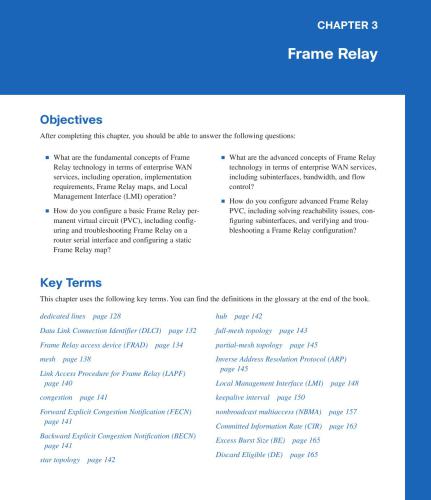 CHAPTER 3
Frame Relay
Objectives
After completing this chapter, you should be able to answer the following questions:
■ What are the fundamental concepts of Frame
Relay technology in terms of enterprise WAN
services, including operation, implementation
requirements, Frame Relay maps, and Local
Management Interface (LMI) operation?
■ How do you configure a basic Frame Relay per-
manent virtual circuit (PVC), including config-
uring and troubleshooting Frame Relay on a
router serial interface and configuring a static
Frame Relay map?
■ What are the advanced concepts of Frame Relay
technology in terms of enterprise WAN services,
including subinterfaces, bandwidth, and flow
control?
■ How do you configure advanced Frame Relay
PVC, including solving reachability issues, con-
figuring subinterfaces, and verifying and trou-
bleshooting a Frame Relay configuration?
Key Terms
This chapter uses the following key terms. You can find the definitions in the glossary at the end of the book.
dedicated lines page 128
Data Link Connection Identifier (DLCI) page 132
Frame Relay access device (FRAD) page 134
mesh page 138
Link Access Procedure for Frame Relay (LAPF)
page 140
congestion page 141
Forward Explicit Congestion Notification (FECN)
page 141
Backward Explicit Congestion Notification (BECN)
page 141
star topology page 142
hub page 142
full-mesh topology page 143
partial-mesh topology page 145
Inverse Address Resolution Protocol (ARP)
page 145
Local Management Interface (LMI) page 148
keepalive interval page 150
nonbroadcast multiaccess (NBMA) page 157
Committed Information Rate (CIR) page 163
Excess Burst Size (BE) page 165
Discard Eligible (DE) page 165